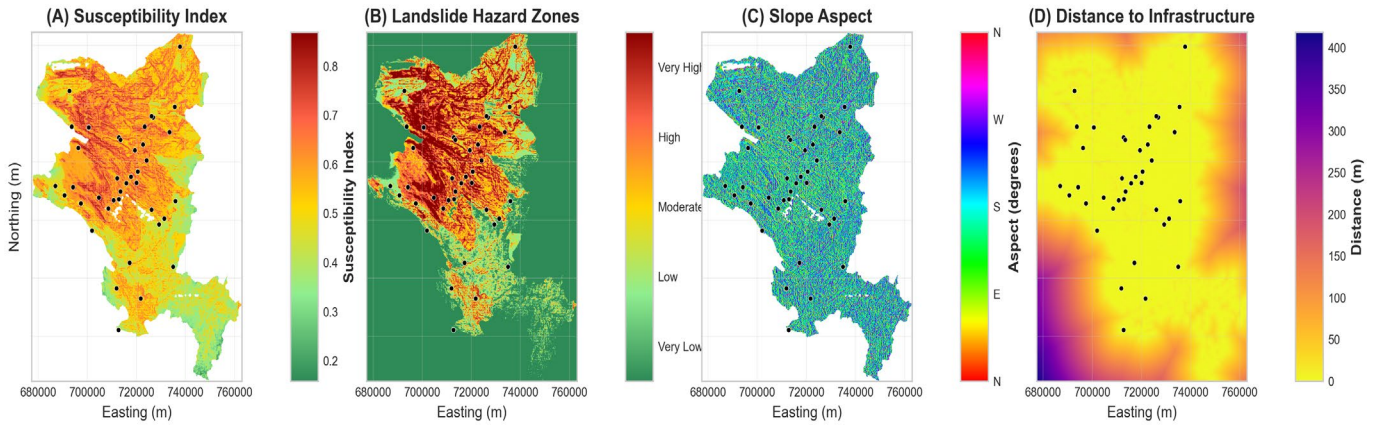 (A) Susceptibility Index
(B) Landslide Hazard Zones
(C) Slope Aspect
(D) Distance to Infrastructure
Northing (m)
680000
700000
720000
740000
760000
Easting (m)
0.8
0.7
0.6
0.5
0.4
0.3
0.2
Susceptibility Index
680000
700000
720000
740000
760000
Easting (m)
Very High
High
Moderate
Low
Very Low
680000
700000
720000
740000
760000
Easting (m)
N
W
S
E
N
Aspect (degrees)
680000
700000
720000
740000
760000
Easting (m)
400
350
300
250
200
150
100
50
0
Distance (m)